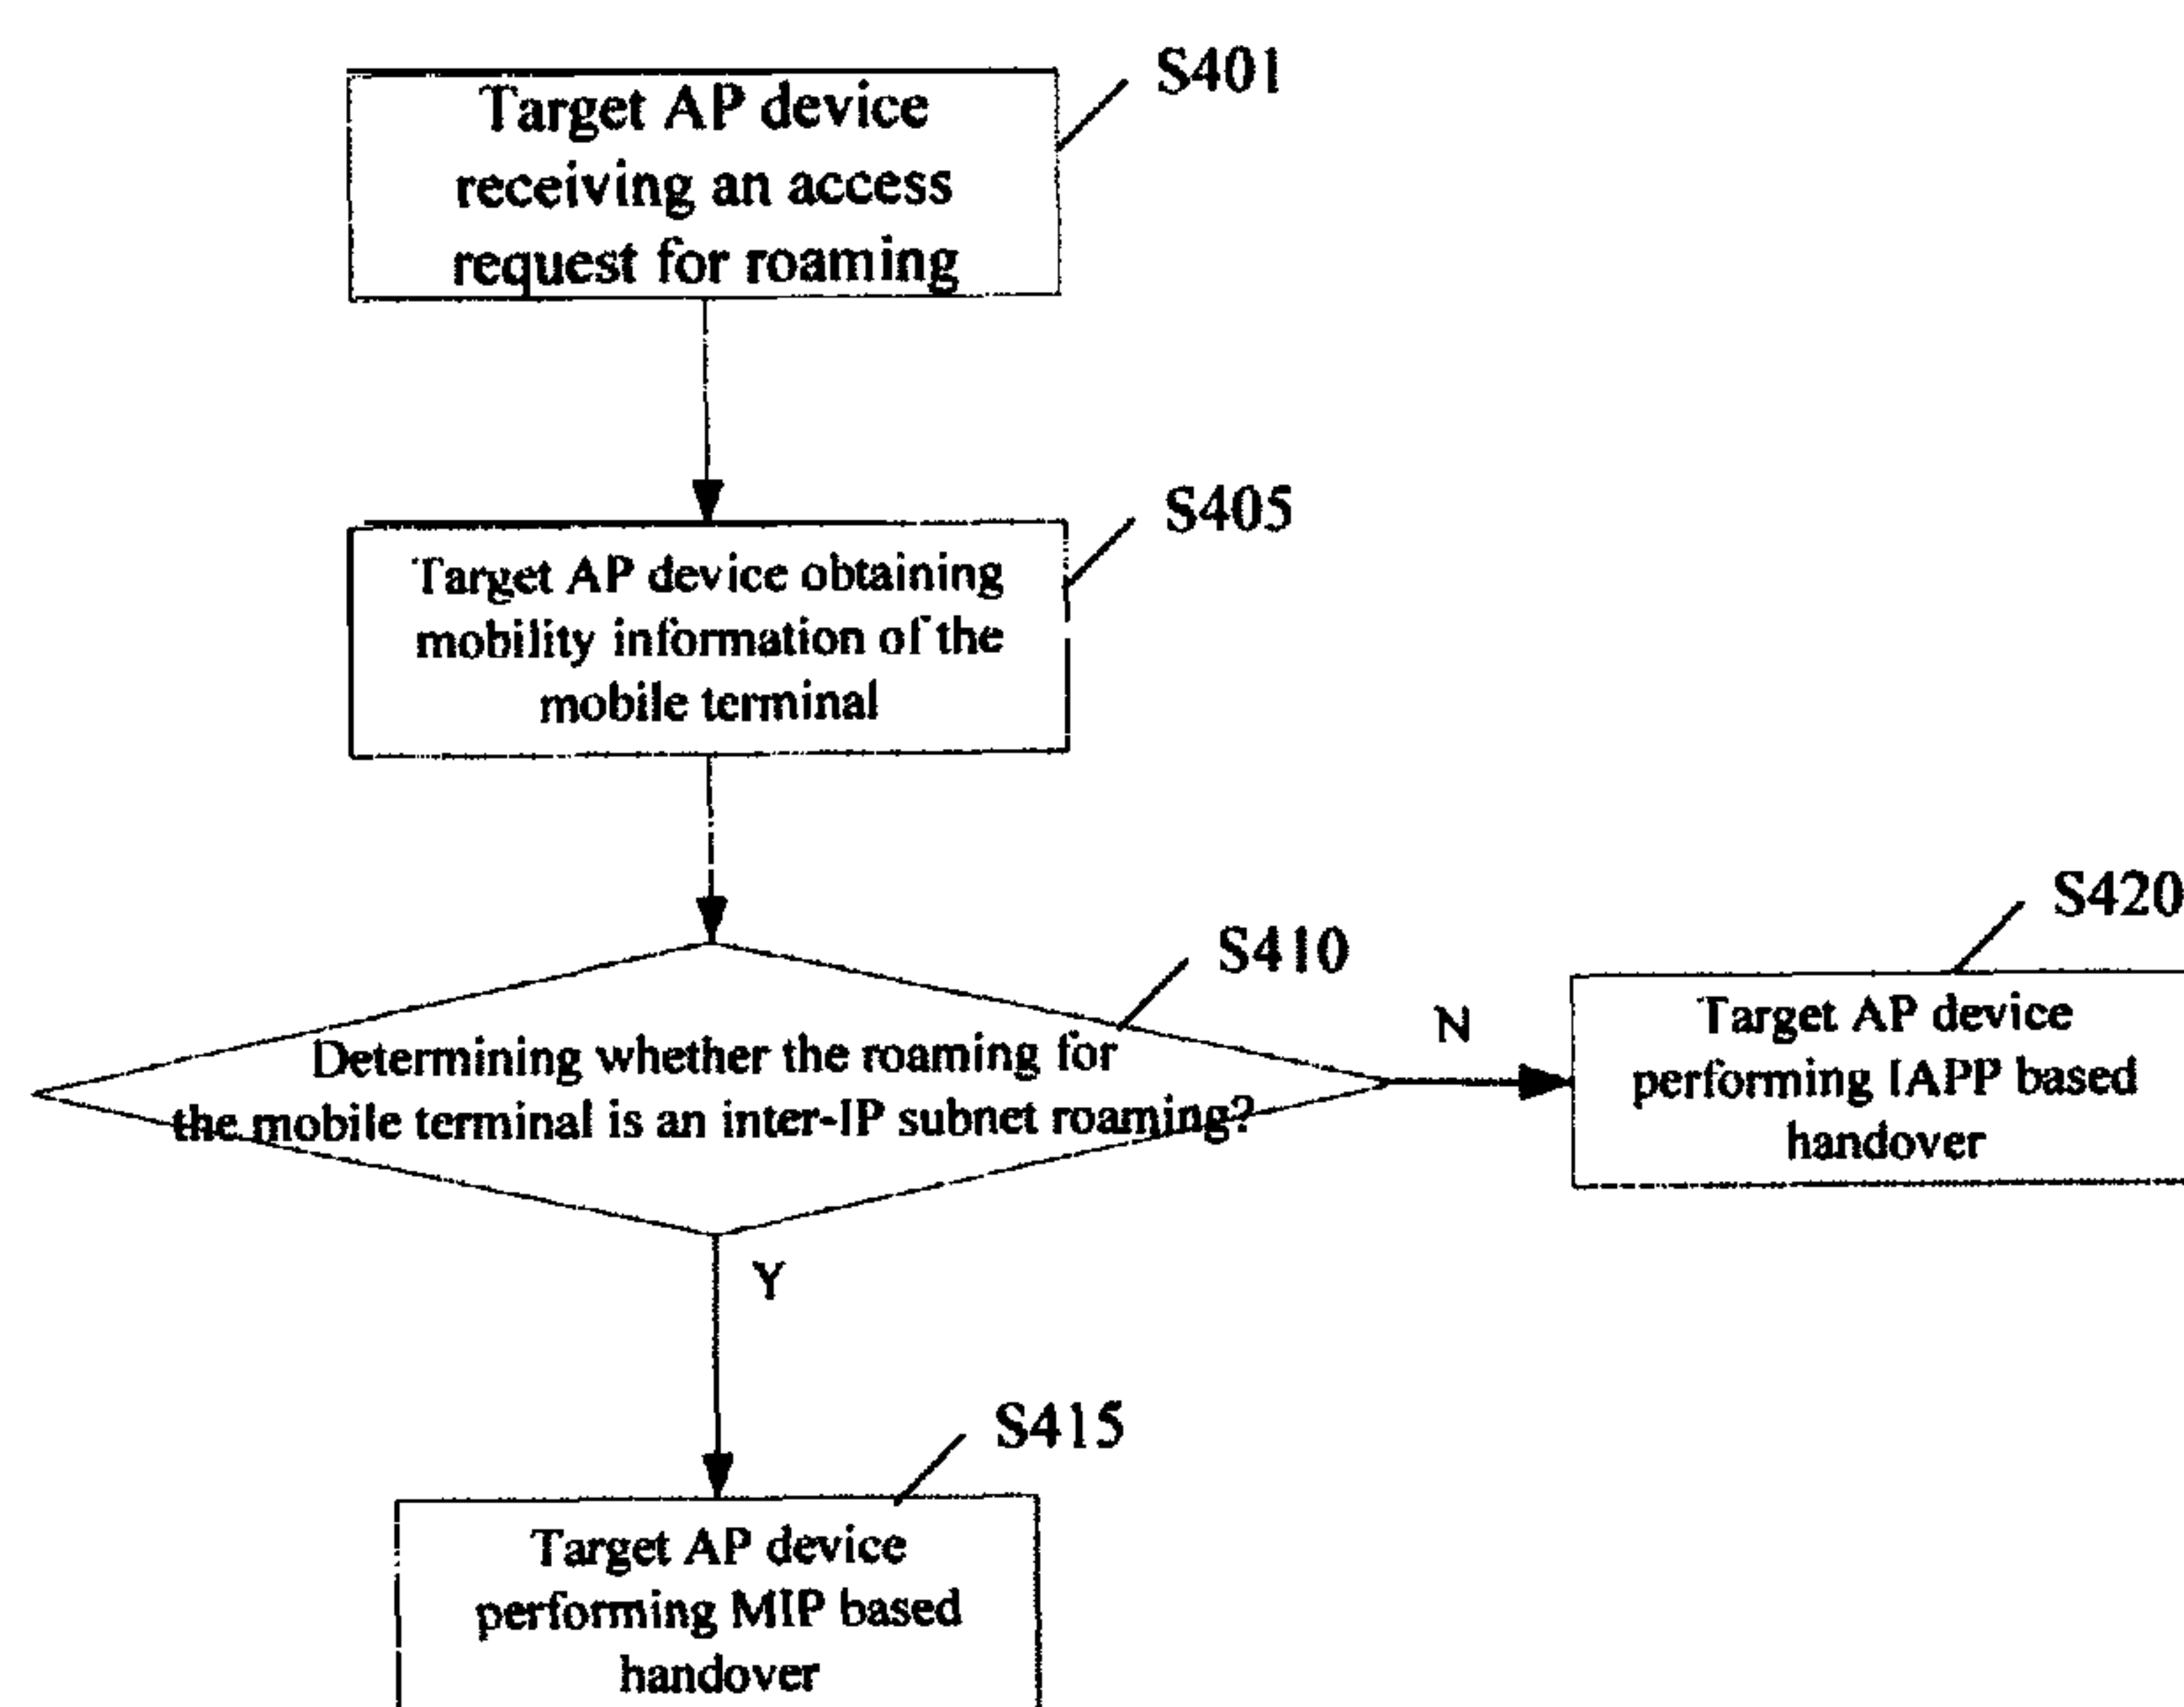 S401
Target AP device
receiving an access
request for roaming
S405
Target AP device obtaining
mobility information of the
mobile terminal
S410
Determining whether the roaming for
the mobile terminal is an inter-IP subnet roaming?
N
S420
Target AP device
performing IAPP based
handover
Y
S415
Target AP device
performing MIP based
handover